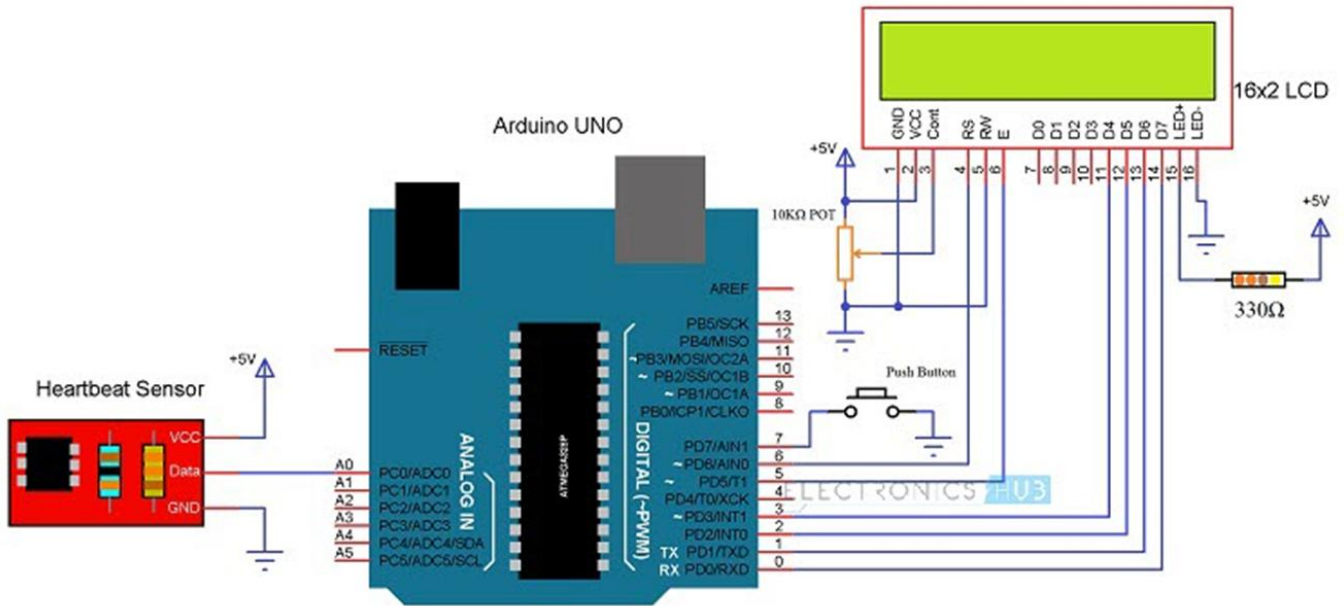 16x2 LCD
GND
VCC
Cont
RS
RW
E
D0
D1
D2
D3
D4
D5
D6
D7
LED+
LED-
1
2
3
4
5
6
7
8
9
10
11
12
13
14
15
16
+5V
10KΩ POT
+5V
330Ω
Arduino UNO
AREF
RESET
PB5/SCK 13
PB4/MISO 12
~PB3/MOSI/OC2A 11
~ PB2/SS/OC1B 10
~ PB1/OC1A 9
PB0/ICP1/CLKO 8
PD7/AIN1 7
~PD6/AIN0 6
~ PD5/T1 5
PD4/T0/XCK 4
~PD3/INT1 3
PD2/INT0 2
TX PD1/TXD 1
RX PD0/RXD 0
Push Button
ELECTRONICS HUB
DIGITAL (~PWM)
ATMEGA328P
ANALOG IN
A0 PC0/ADC0
A1 PC1/ADC1
A2 PC2/ADC2
A3 PC3/ADC3
A4 PC4/ADC4/SDA
A5 PC5/ADC5/SCL
Heartbeat Sensor
+5V
VCC
Data
GND